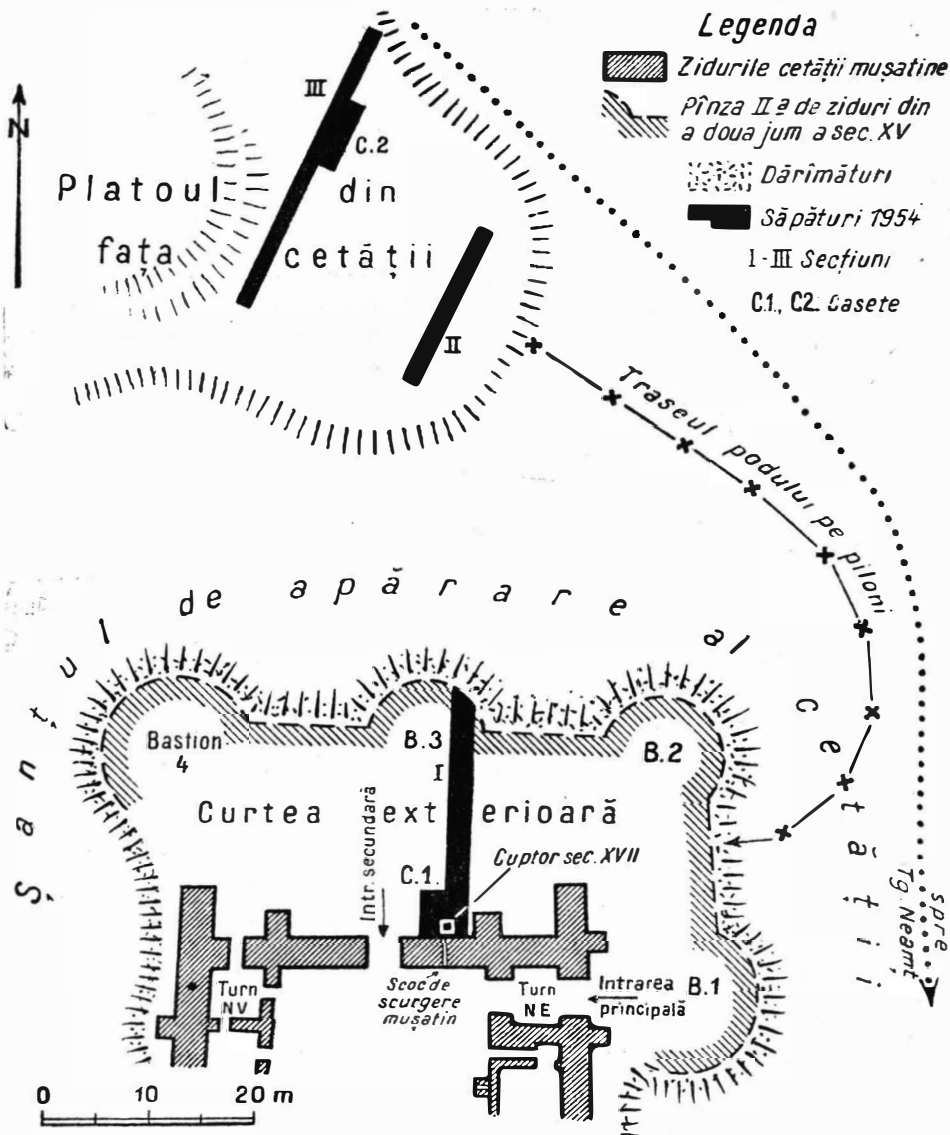 Legenda
Zidurile cetății mușatine
Pînza II ª de ziduri din
a doua jum a sec. XV
Dărîmături
Săpături 1954
I-III Secțiuni
C.1., C2. Casete
N
III
C.2
Platoul din
fața cetății
II
Traseul podului pe piloni
Șanțul de apărare al cetății
Bastion
4
B.3
B.2
I
Curtea exterioară
Intr. secundară
C.1.
Cuptor sec. XVII
spre
Tg. Neamț
Turn
NV
Scoc de
scurgere
mușatin
Turn
NE
Intrarea
principală
B.1
0 10 20 m